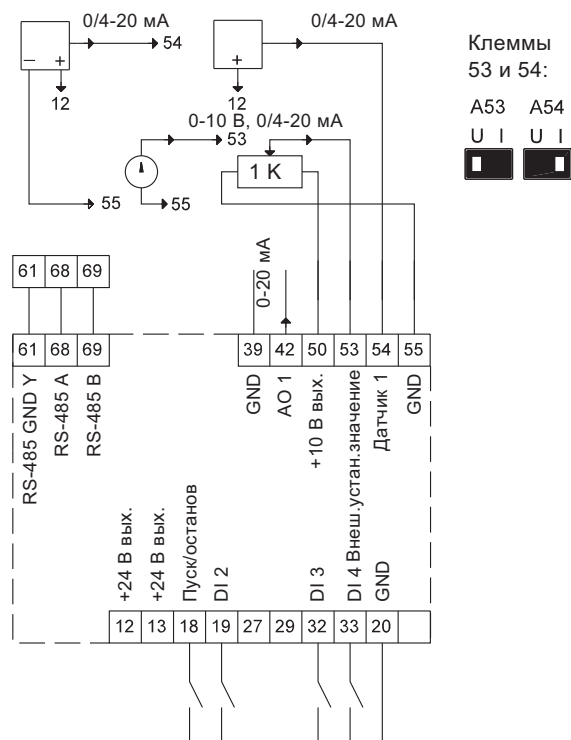 0/4-20 мА
0/4-20 мА
− +
54
+
12
12
0-10 В, 0/4-20 мА
53
1 K
55
55
Клеммы
53 и 54:
A53 A54
U I U I
61 68 69
0-20 мА
61 68 69
39 42 50 53 54 55
RS-485 GND Y
RS-485 A
RS-485 B
GND
AO 1
+10 В вых.
Внеш.устан.значение
Датчик 1
GND
+24 В вых.
+24 В вых.
Пуск/останов
DI 2
DI 3
DI 4
GND
12 13 18 19 27 29 32 33 20